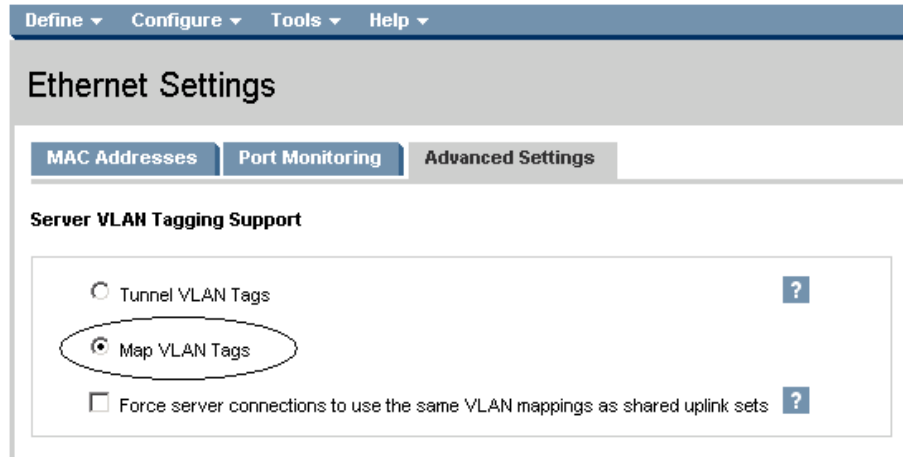 Define Configure Tools Help
Ethernet Settings
MAC Addresses Port Monitoring Advanced Settings
Server VLAN Tagging Support
Tunnel VLAN Tags ?
Map VLAN Tags
Force server connections to use the same VLAN mappings as shared uplink sets ?